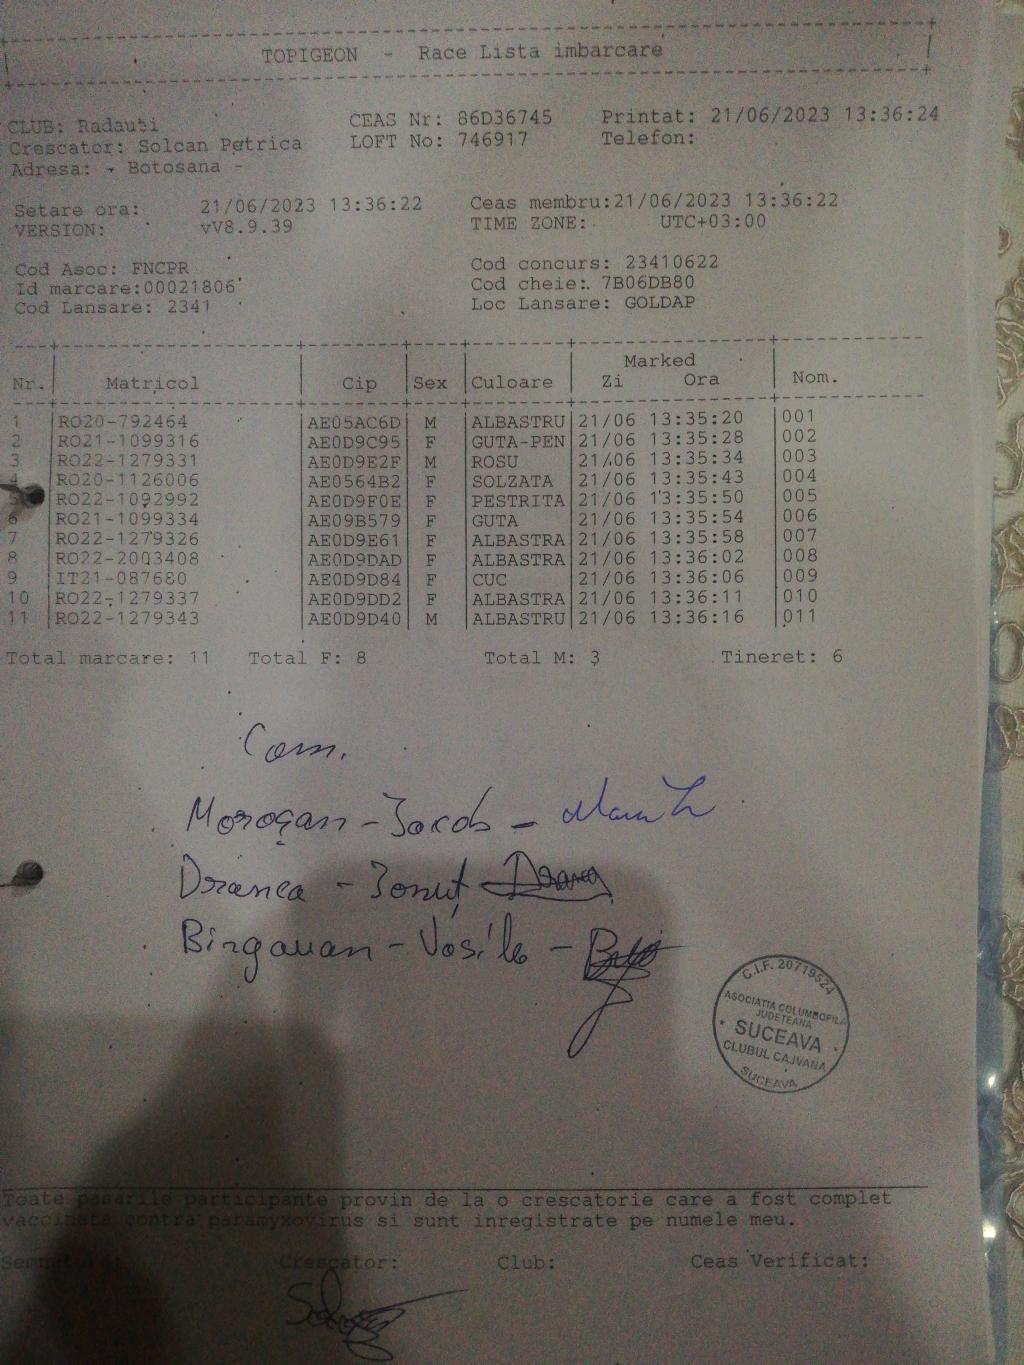 TOPIGEON - Race Lista imbarcare
CLUB: Radauti CEAS Nr: 86D36745 Printat: 21/06/2023 13:36:24
Crescator: Solcan Petrica LOFT No: 746917 Telefon:
Adresa: - Botosana -
Setare ora: 21/06/2023 13:36:22 Ceas membru:21/06/2023 13:36:22
VERSION: vV8.9.39 TIME ZONE: UTC+03:00
Cod Asoc: FNCPR Cod concurs: 23410622
Id marcare:00021806 Cod cheie: 7B06DB80
Cod Lansare: 2341 Loc Lansare: GOLDAP
Marked
Nr. Matricol Cip Sex Culoare Zi Ora Nom.
1 RO20-792464 AE05AC6D M ALBASTRU 21/06 13:35:20 001
2 RO21-1099316 AE0D9C95 F GUTA-PEN 21/06 13:35:28 002
3 RO22-1279331 AE0D9E2F M ROSU 21/06 13:35:34 003
4 RO20-1126006 AE0564B2 F SOLZATA 21/06 13:35:43 004
RO22-1092992 AE0D9F0E F PESTRITA 21/06 13:35:50 005
6 RO21-1099334 AE09B579 F GUTA 21/06 13:35:54 006
7 RO22-1279326 AE0D9E61 F ALBASTRA 21/06 13:35:58 007
8 RO22-2003408 AE0D9DAD F ALBASTRA 21/06 13:36:02 008
9 IT21-087680 AE0D9D84 F CUC 21/06 13:36:06 009
10 RO22-1279337 AE0D9DD2 F ALBASTRA 21/06 13:36:11 010
11 RO22-1279343 AE0D9D40 M ALBASTRU 21/06 13:36:16 011
Total marcare: 11 Total F: 8 Total M: 3 Tineret: 6
Com.
Moroșan - Iacob -
Dranca - Ionuț
Birgauan - Vasile -
C.I.F. 20719524
ASOCIATIA COLUMBOFILA
JUDETEANA
SUCEAVA
CLUBUL CAJVANA
SUCEAVA
Toate pasarile participante provin de la o crescatorie care a fost complet
vaccinata contra paramyxovirus si sunt inregistrate pe numele meu.
Crescator: Club: Ceas Verificat: